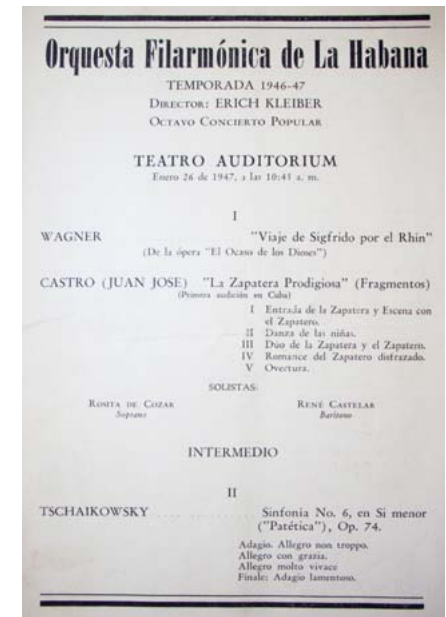 Orquesta Filarmónica de La Habana
TEMPORADA 1946-47
DIRECTOR: ERICH KLEIBER
OCTAVO CONCIERTO POPULAR
TEATRO AUDITORIUM
Enero 26 de 1947, a las 10:45 a. m.
I
WAGNER "Viaje de Sigfrido por el Rhin"
(De la ópera "El Ocaso de los Dioses")
CASTRO (JUAN JOSE) "La Zapatera Prodigiosa" (Fragmentos)
(Primera audición en Cuba)
I Entrada de la Zapatera y Escena con
el Zapatero.
II Danza de las niñas.
III Dúo de la Zapatera y el Zapatero.
IV Romance del Zapatero disfrazado.
V Overtura.
SOLISTAS:
ROSITA DE COZAR RENÉ CASTELAR
Soprano Barítono
INTERMEDIO
II
TSCHAIKOWSKY ............ Sinfonia No. 6, en Si menor
("Patética"), Op. 74.
Adagio. Allegro non troppo.
Allegro con grazia.
Allegro molto vivace
Finale: Adagio lamentoso.